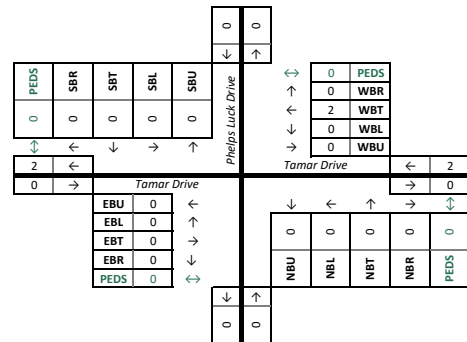 0 0
↓ ↑
PEDS SBR SBT SBL SBU
0 0 0 0 0
↕ ← ↓ → ↑
Phelps Luck Drive
↔ 0 PEDS
↑ 0 WBR
← 2 WBT
↓ 0 WBL
→ 0 WBU
2 ←
0 →
Tamar Drive
Tamar Drive
← 2
→ 0
EBU 0 ←
EBL 0 ↑
EBT 0 →
EBR 0 ↓
PEDS 0 ↔
↓ ← ↑ → ↕
0 0 0 0 0
NBU NBL NBT NBR PEDS
↓ ↑
0 0